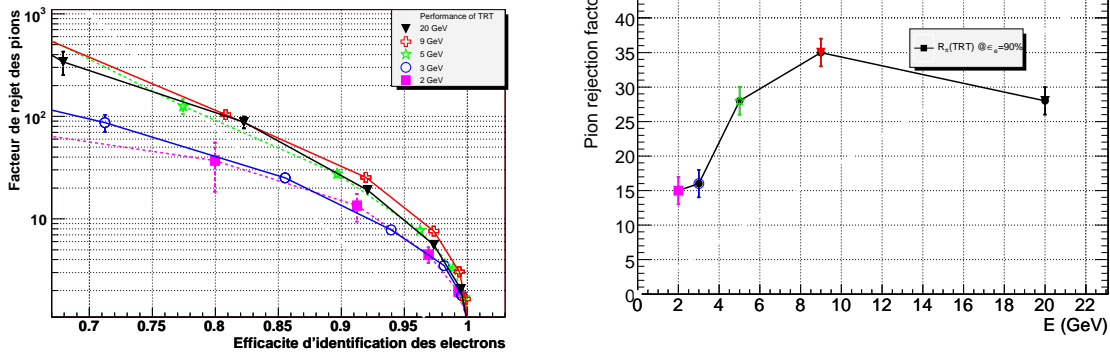 Facteur de rejet des pions
10³
10²
10
Performance of TRT
20 GeV
9 GeV
5 GeV
3 GeV
2 GeV
0.7 0.75 0.8 0.85 0.9 0.95 1
Efficacite d'identification des electrons
Pion rejection facto
40
35
30
25
20
15
10
5
0
R_π(TRT) @ϵ_e=90%
0 2 4 6 8 10 12 14 16 18 20 22
E (GeV)